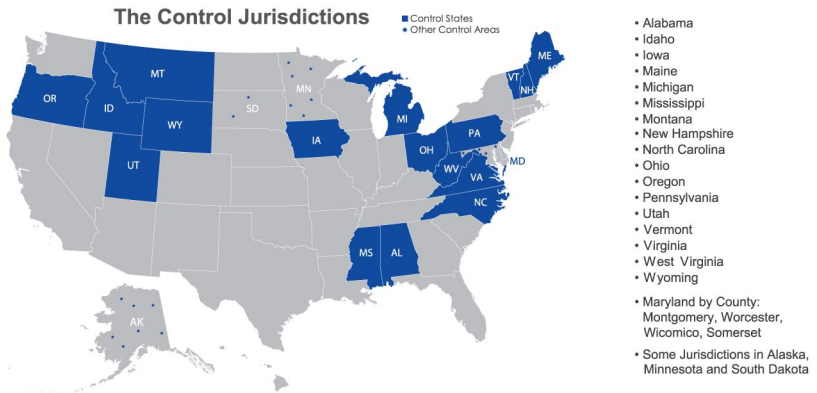 The Control Jurisdictions
Control States
Other Control Areas
MT
OR
ID
WY
UT
SD
MN
IA
MI
OH
PA
WV
VA
MD
NC
MS
AL
VT
NH
ME
AK
• Alabama
• Idaho
• Iowa
• Maine
• Michigan
• Mississippi
• Montana
• New Hampshire
• North Carolina
• Ohio
• Oregon
• Pennsylvania
• Utah
• Vermont
• Virginia
• West Virginia
• Wyoming
• Maryland by County:
Montgomery, Worcester,
Wicomico, Somerset
• Some Jurisdictions in Alaska,
Minnesota and South Dakota